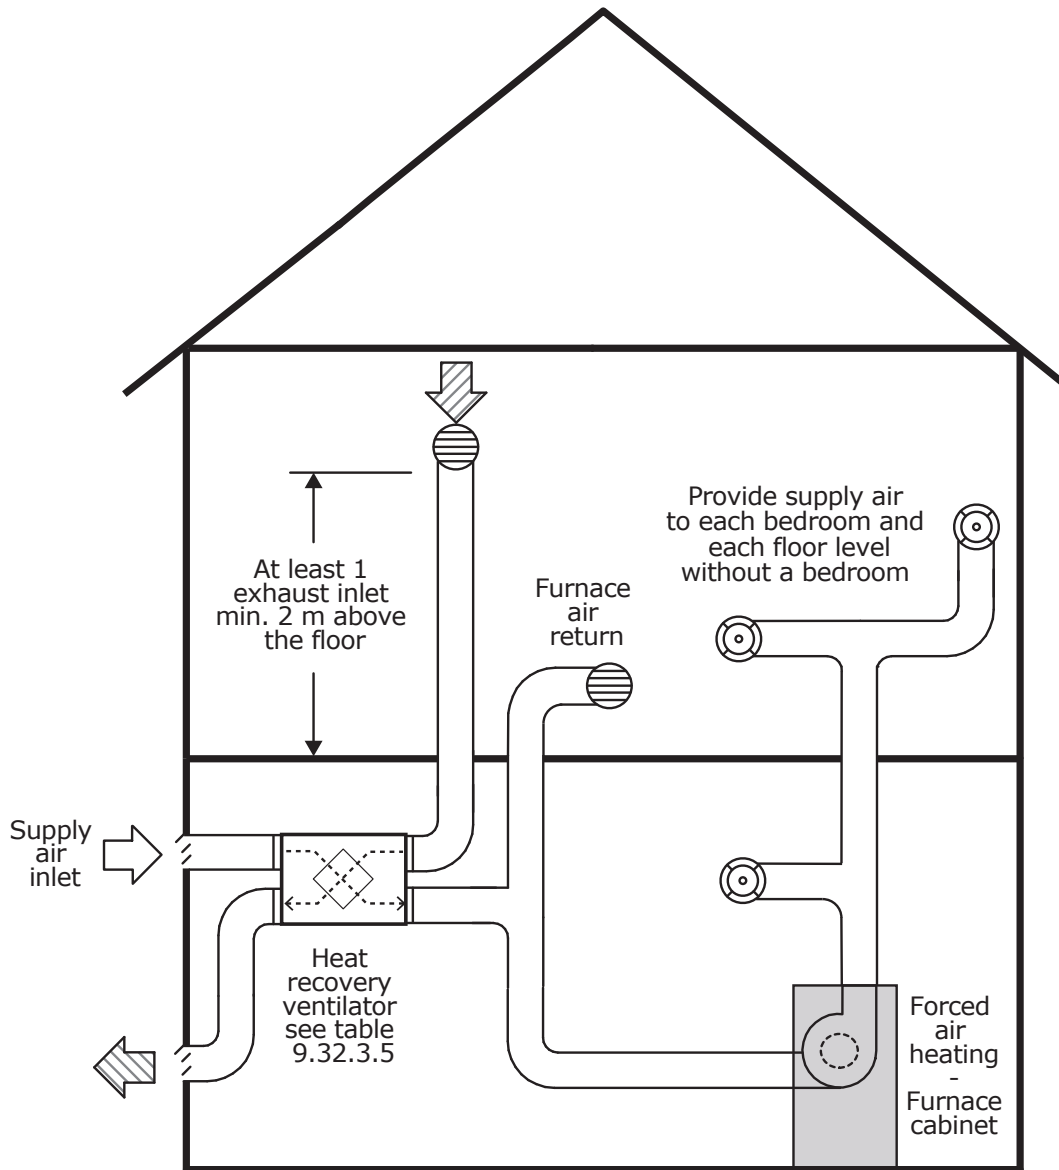 Provide supply air
to each bedroom and
each floor level
without a bedroom
At least 1
exhaust inlet
min. 2 m above
the floor
Furnace
air
return
Supply
air
inlet
Heat
recovery
ventilator
see table
9.32.3.5
Forced
air
heating
-
Furnace
cabinet